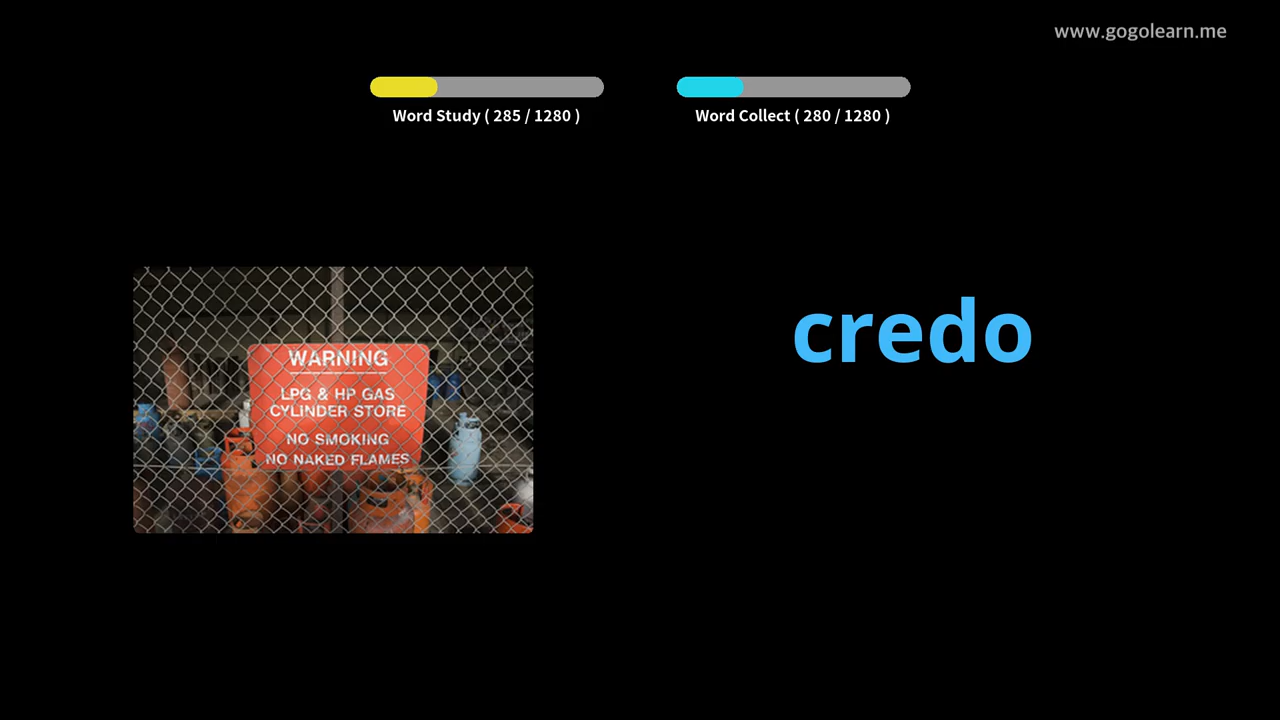 www.gogolearn.me
Word Study ( 285 / 1280 )
Word Collect ( 280 / 1280 )
WARNING
LPG & HP GAS
CYLINDER STORE
NO SMOKING
NO NAKED FLAMES
credo